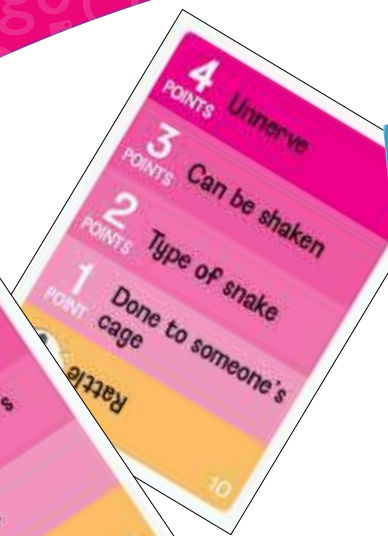 4
POINTS
Unnerve
3
POINTS
Can be shaken
2
POINTS
Type of snake
1
POINT
Done to someone's
cage
Rattle
10
s